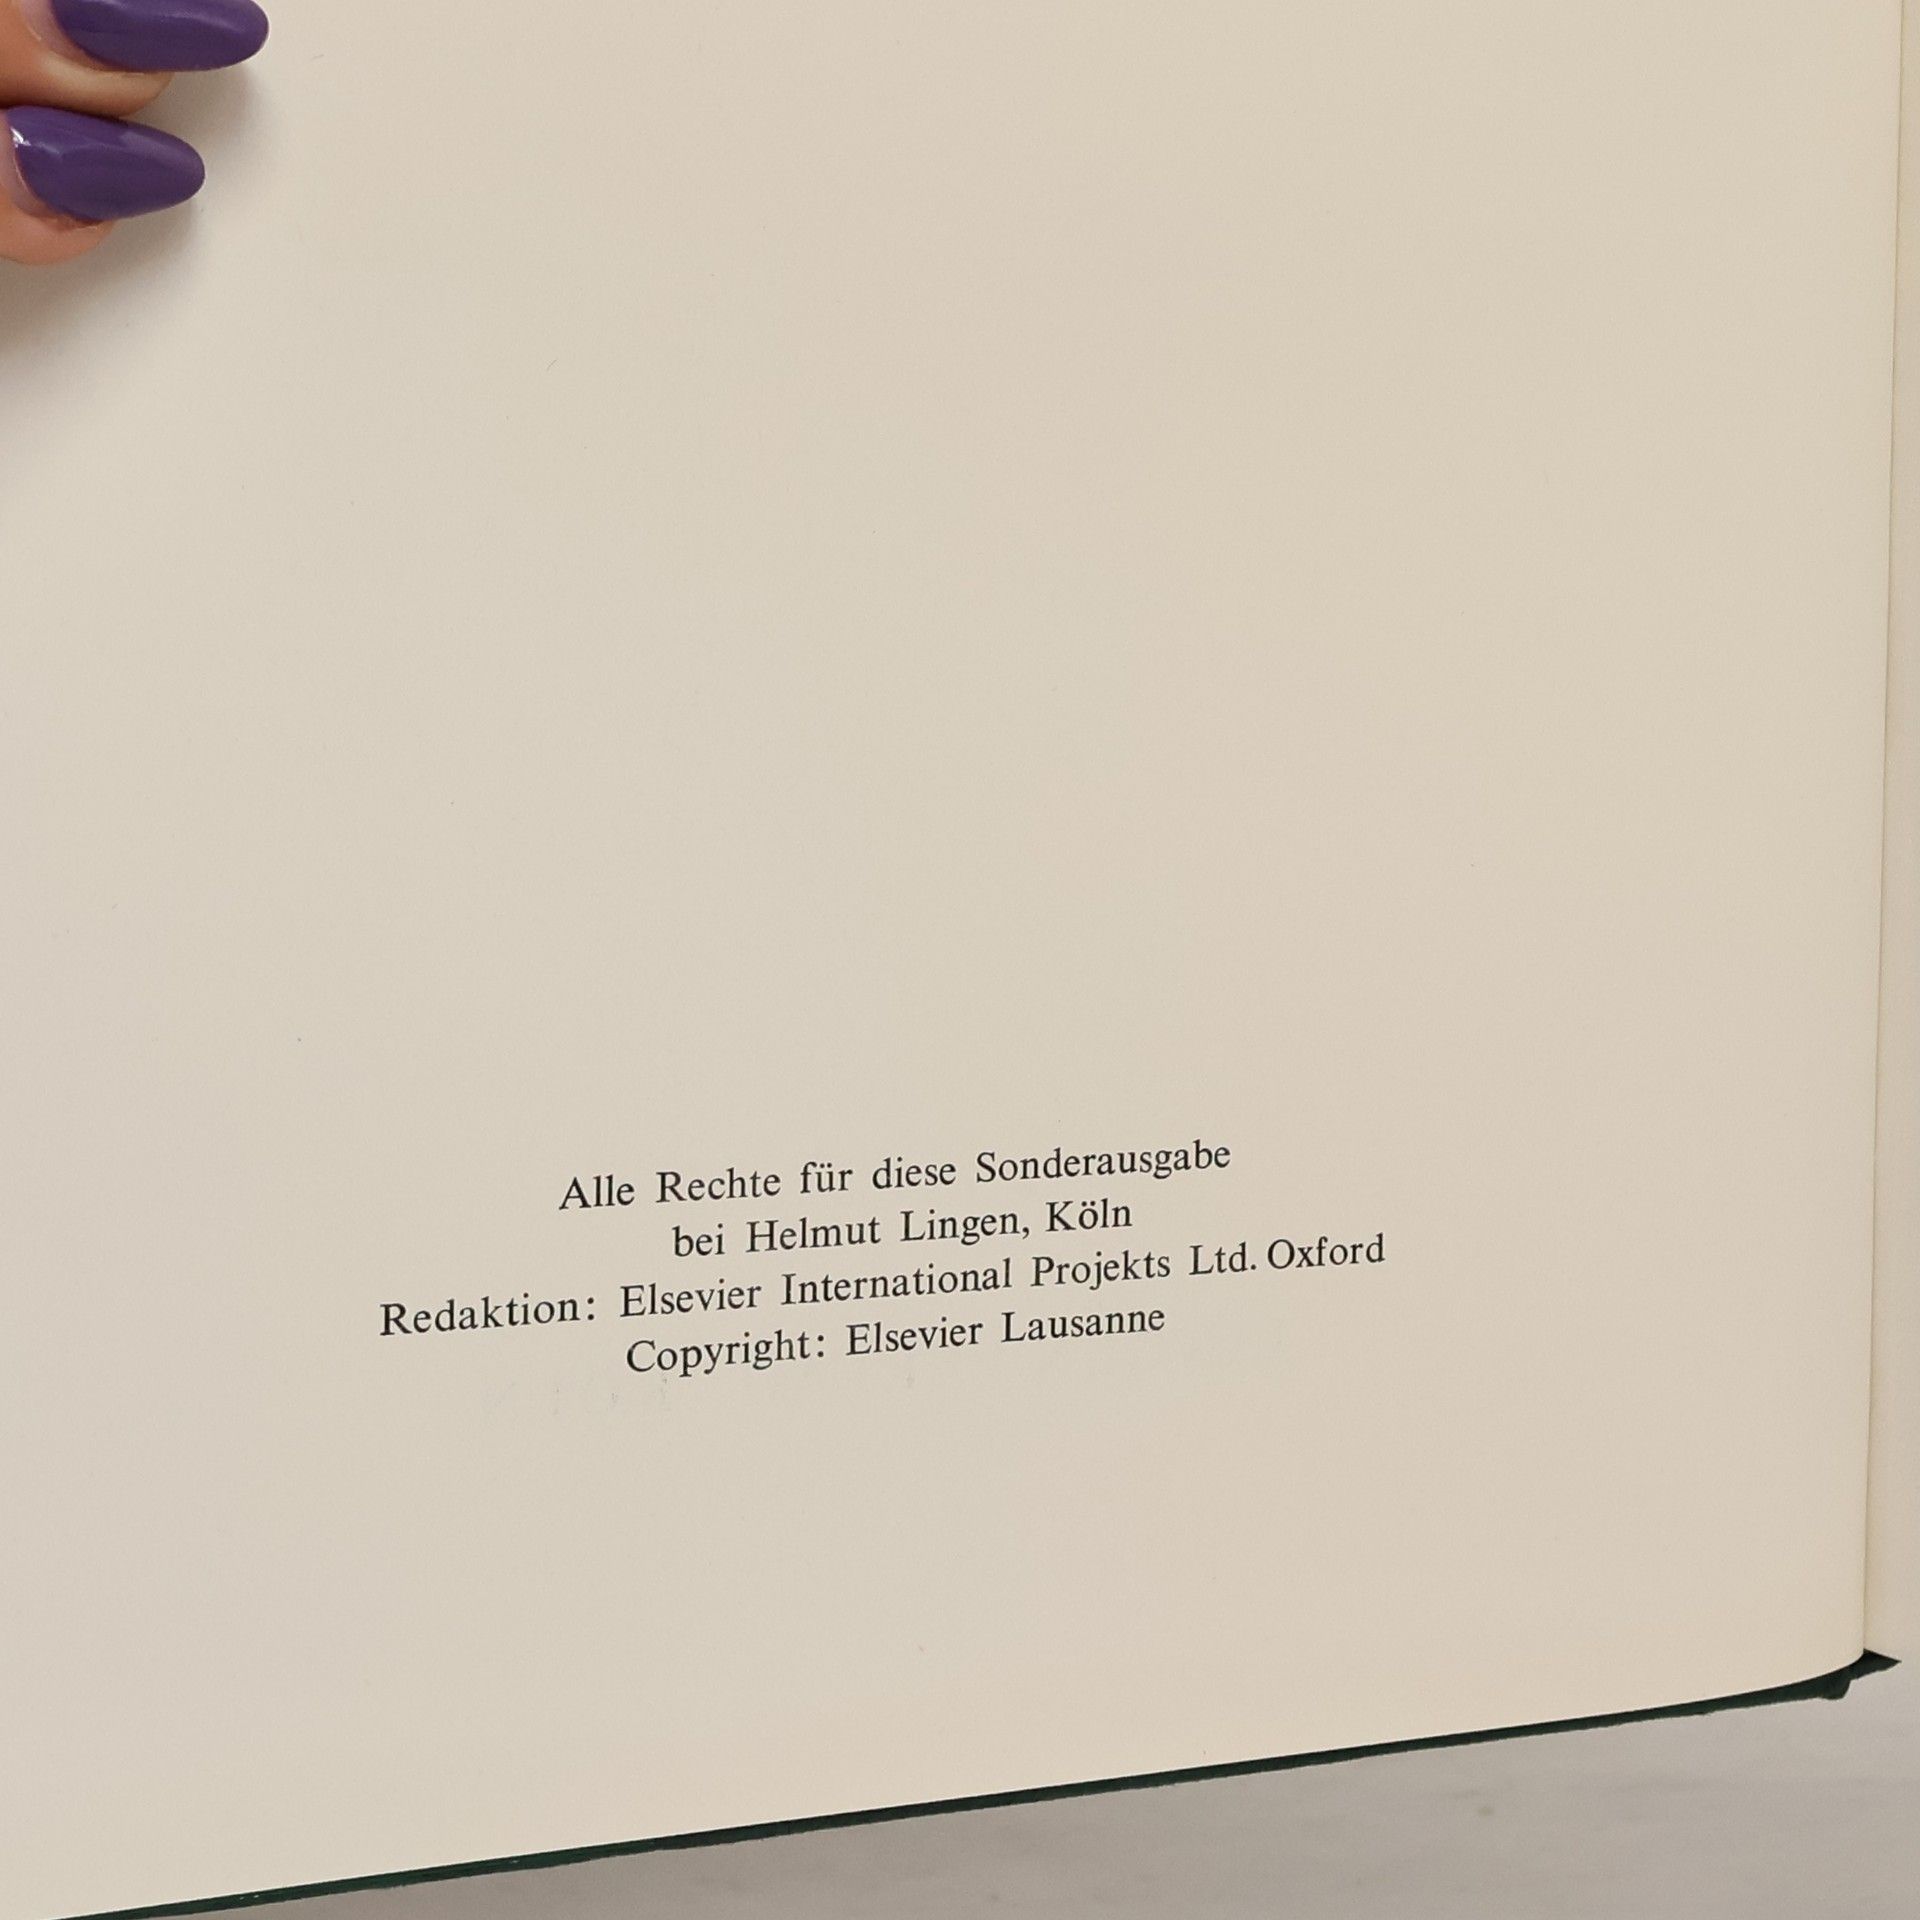 Alle Rechte für diese Sonderausgabe
bei Helmut Lingen, Köln
Redaktion: Elsevier International Projekts Ltd. Oxford
Copyright: Elsevier Lausanne